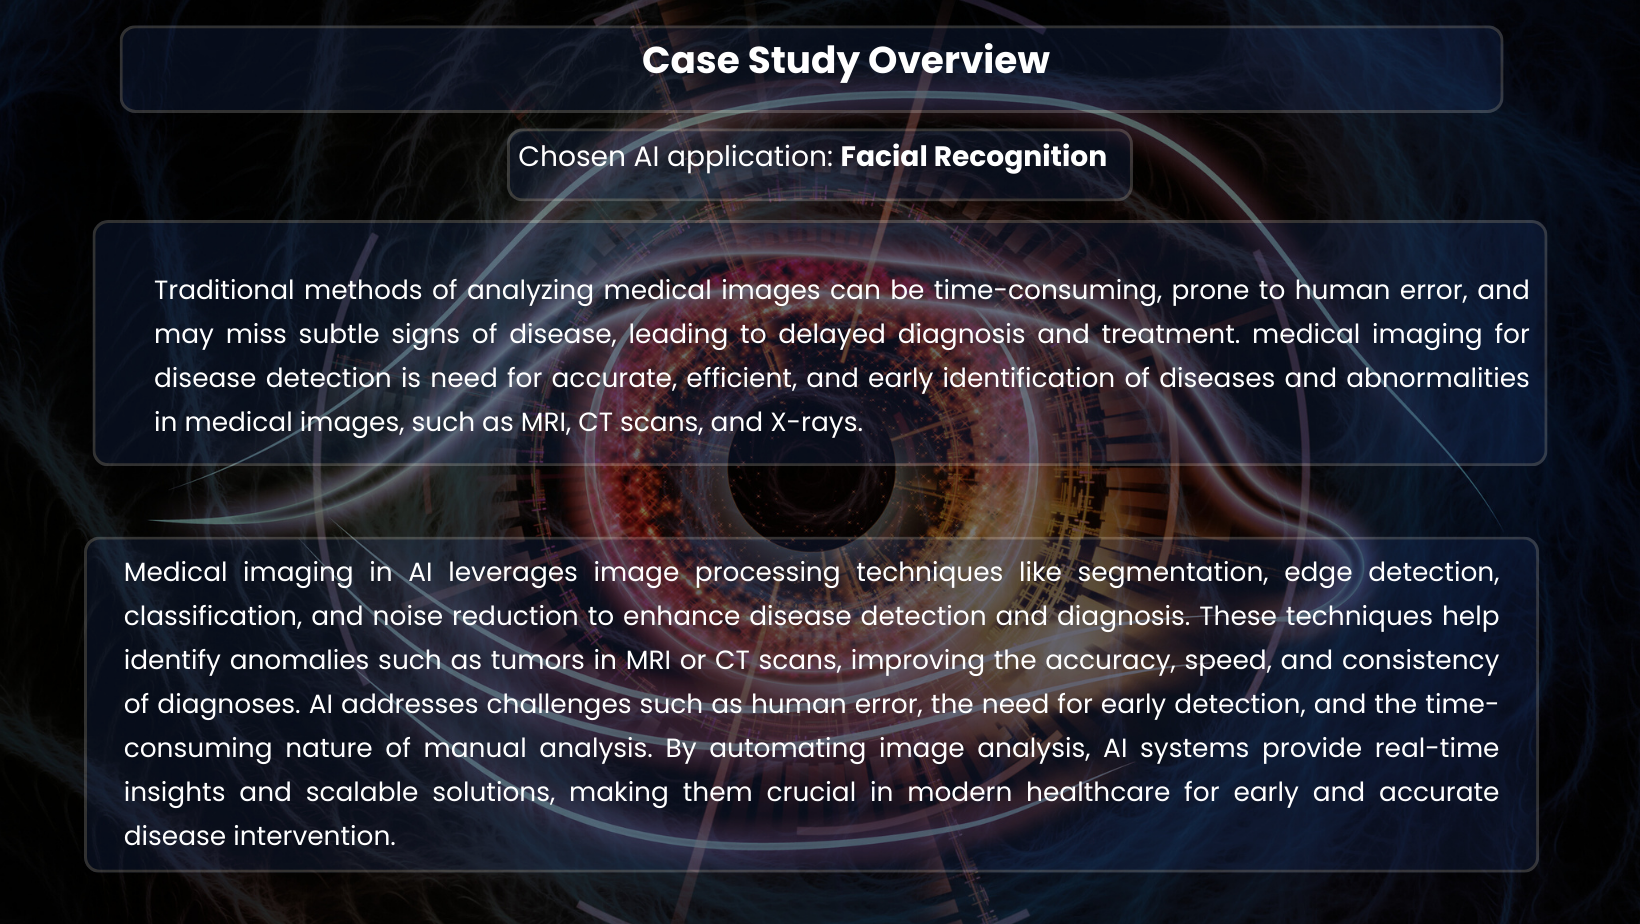 Case Study Overview
Chosen AI application: Facial Recognition
Traditional methods of analyzing medical images can be time-consuming, prone to human error, and
may miss subtle signs of disease, leading to delayed diagnosis and treatment. medical imaging for
disease detection is need for accurate, efficient, and early identification of diseases and abnormalities
in medical images, such as MRI, CT scans, and X-rays.
Medical imaging in AI leverages image processing techniques like segmentation, edge detection,
classification, and noise reduction to enhance disease detection and diagnosis. These techniques help
identify anomalies such as tumors in MRI or CT scans, improving the accuracy, speed, and consistency
of diagnoses. AI addresses challenges such as human error, the need for early detection, and the time-
consuming nature of manual analysis. By automating image analysis, AI systems provide real-time
insights and scalable solutions, making them crucial in modern healthcare for early and accurate
disease intervention.